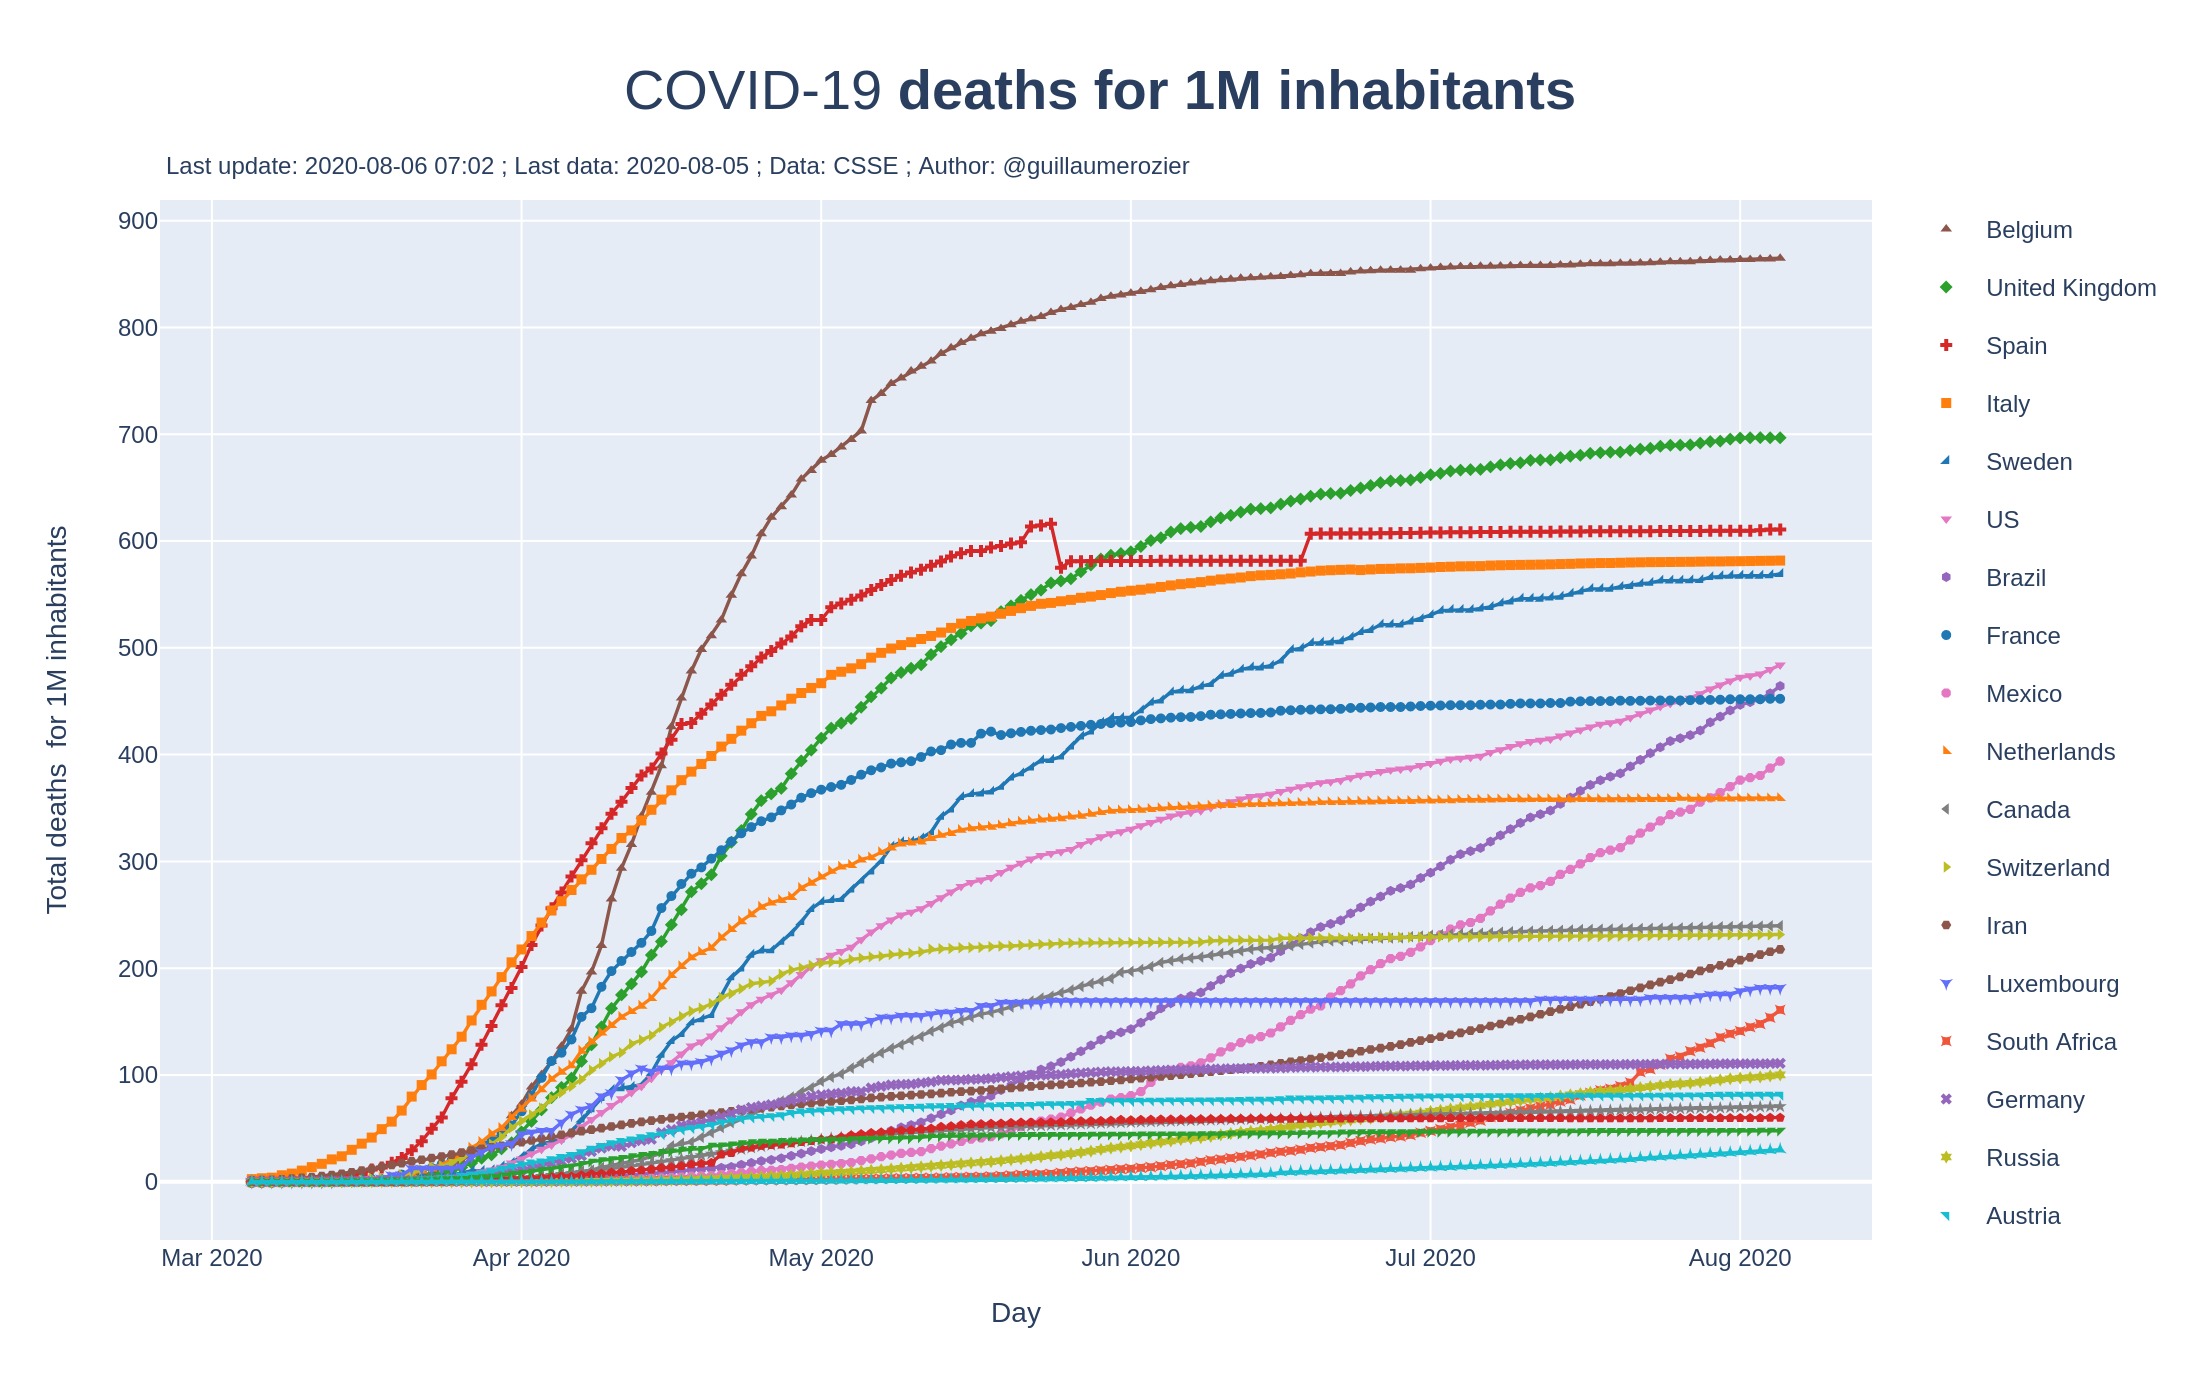 COVID-19 deaths for 1M inhabitants
Last update: 2020-08-06 07:02 ; Last data: 2020-08-05 ; Data: CSSE ; Author: @guillaumerozier
Total deaths for 1M inhabitants
900
800
700
600
500
400
300
200
100
0
Mar 2020
Apr 2020
May 2020
Jun 2020
Jul 2020
Aug 2020
Day
Belgium
United Kingdom
Spain
Italy
Sweden
US
Brazil
France
Mexico
Netherlands
Canada
Switzerland
Iran
Luxembourg
South Africa
Germany
Russia
Austria